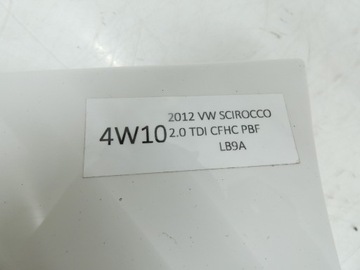 2012 VW SCIROCCO
4W10 2.0 TDI CFHC PBF
LB9A